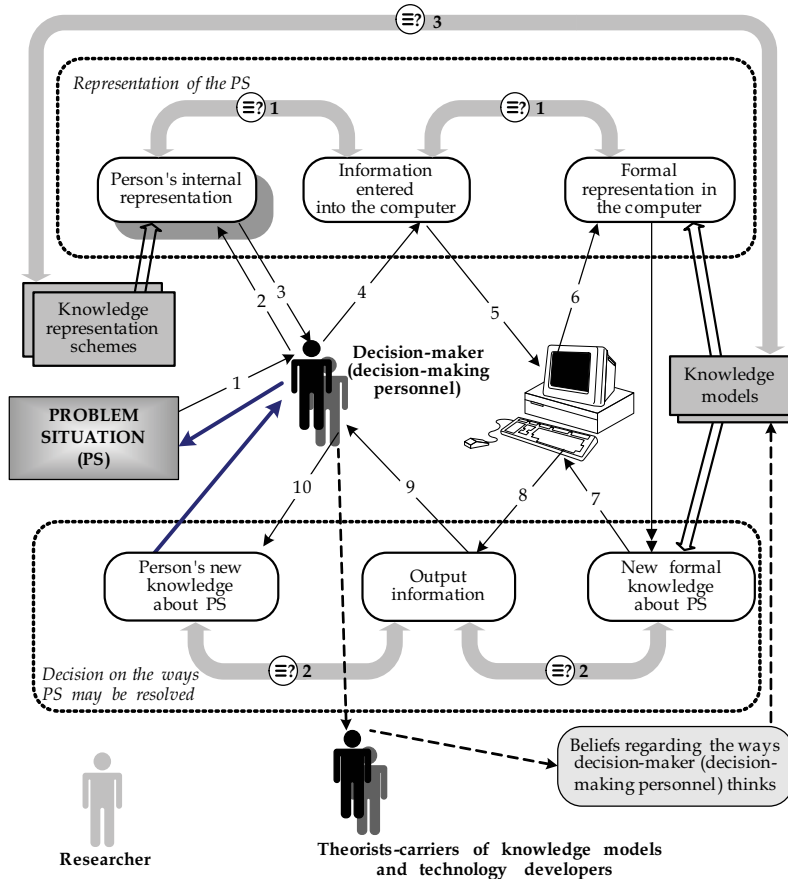 ≡? 3
Representation of the PS
≡? 1
≡? 1
Person's internal
representation
Information
entered
into the computer
Formal
representation in
the computer
2
3
4
5
6
Knowledge
representation
schemes
1
Decision-maker
(decision-making
personnel)
Knowledge
models
PROBLEM
SITUATION
(PS)
10
9
8
7
Person's new
knowledge
about PS
Output
information
New formal
knowledge
about PS
≡? 2
≡? 2
Decision on the ways
PS may be resolved
Beliefs regarding the ways
decision-maker (decision-
making personnel) thinks
Researcher
Theorists-carriers of knowledge models
and technology developers